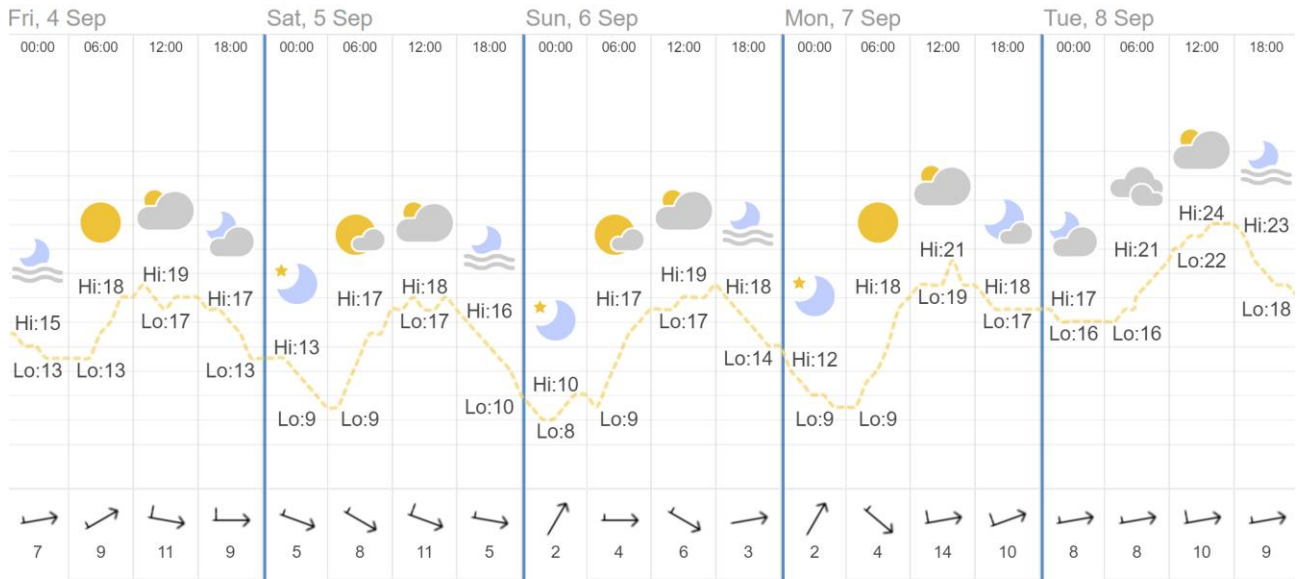 Fri, 4 Sep Sat, 5 Sep Sun, 6 Sep Mon, 7 Sep Tue, 8 Sep
00:00 06:00 12:00 18:00 00:00 06:00 12:00 18:00 00:00 06:00 12:00 18:00 00:00 06:00 12:00 18:00 00:00 06:00 12:00 18:00
Hi:15 Hi:18 Hi:19 Hi:17 Hi:13 Hi:17 Hi:18 Hi:16 Hi:10 Hi:17 Hi:19 Hi:18 Hi:12 Hi:18 Hi:21 Hi:18 Hi:17 Hi:21 Hi:24 Hi:23
Lo:13 Lo:13 Lo:17 Lo:13 Lo:9 Lo:9 Lo:17 Lo:10 Lo:8 Lo:9 Lo:17 Lo:14 Lo:9 Lo:9 Lo:19 Lo:17 Lo:16 Lo:16 Lo:22 Lo:18
7 9 11 9 5 8 11 5 2 4 6 3 2 4 14 10 8 8 10 9